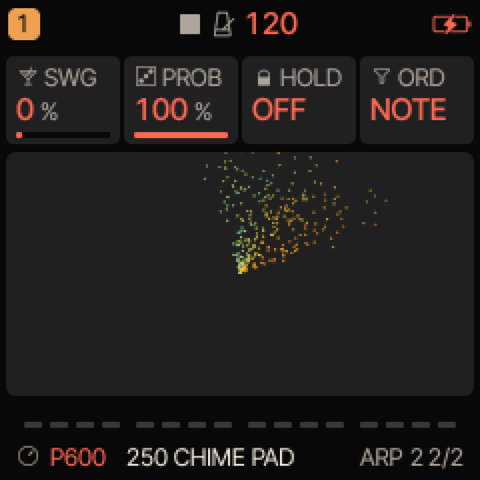 1 120
SWG PROB HOLD ORD
0 % 100 % OFF NOTE
P600 250 CHIME PAD ARP 2 2/2